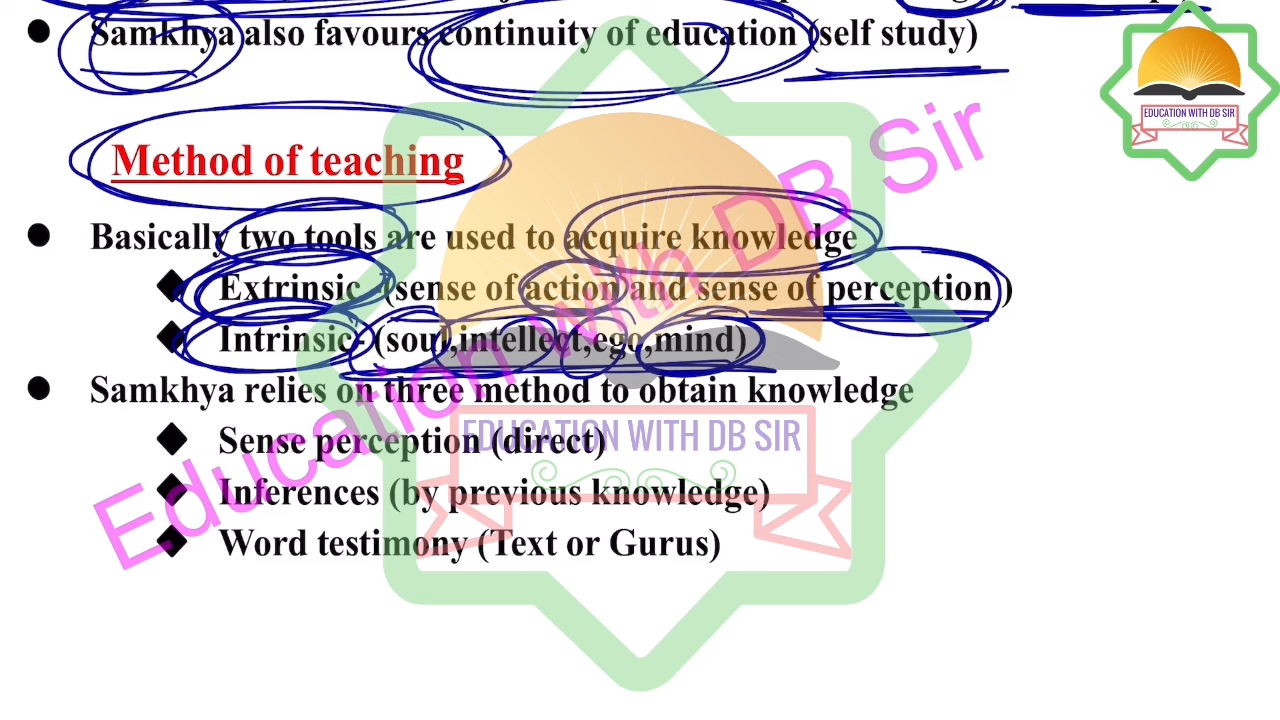 Samkhya also favours continuity of education (self study)
EDUCATION WITH DB SIR
Method of teaching
Basically two tools are used to acquire knowledge
Extrinsic (sense of action and sense of perception )
Intrinsic- (soul,intellect,ego,mind)
Samkhya relies on three method to obtain knowledge
Sense perception (direct)
Inferences (by previous knowledge)
Word testimony (Text or Gurus)
EDUCATION WITH DB SIR
Education with DB Sir